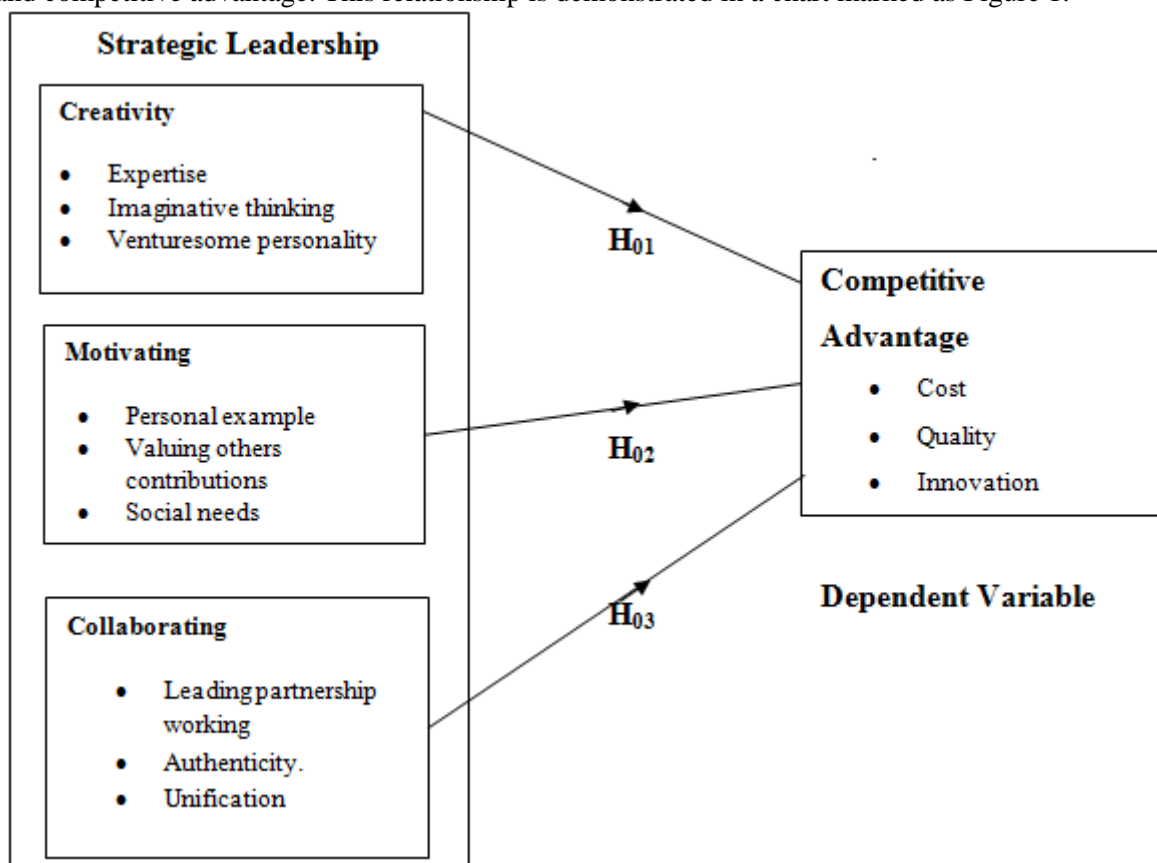 and competitive advantage. This relationship is demonstrated in a chart marked as Figure 1.
Strategic Leadership
Creativity
• Expertise
• Imaginative thinking
• Venturesome personality
Motivating
• Personal example
• Valuing others
contributions
• Social needs
Collaborating
• Leading partnership
working
• Authenticity.
• Unification
H01
H02
H03
Competitive
Advantage
• Cost
• Quality
• Innovation
Dependent Variable